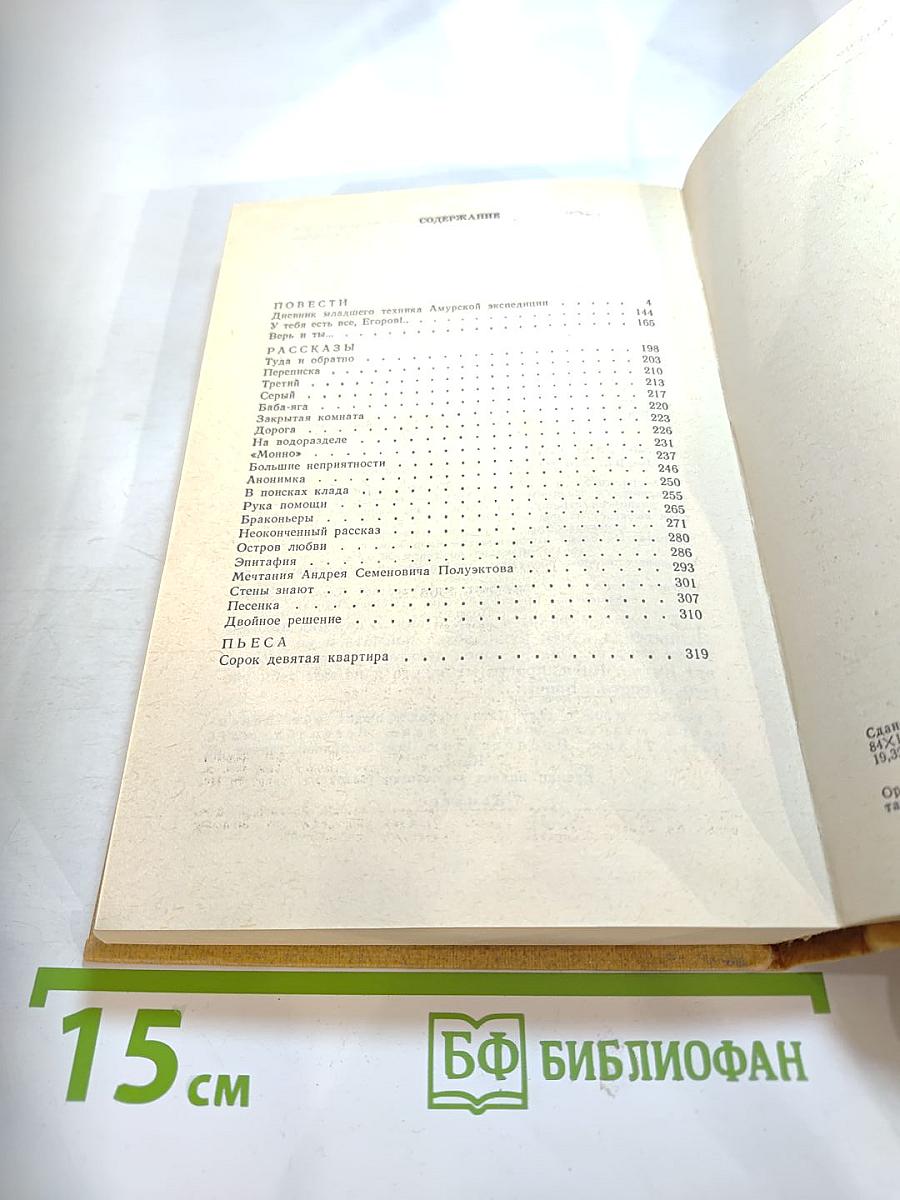 СОДЕРЖАНИЕ
ПОВЕСТИ
Дневник младшего техника Амурской экспедиции . . . . . 4
У тебя есть все, Егоров!.. . . . . . . . . . . 144
Верь и ты... . . . . . . . . . . . 165
РАССКАЗЫ
Туда и обратно . . . . . . . . . . . 198
Переписка . . . . . . . . . . . 203
Третий . . . . . . . . . . . 210
Серый . . . . . . . . . . . 213
Баба-яга . . . . . . . . . . . 217
Закрытая комната . . . . . . . . . . . 220
Дорога . . . . . . . . . . . 223
На водоразделе . . . . . . . . . . . 226
«Монно» . . . . . . . . . . . 231
Большие неприятности . . . . . . . . . . . 237
Анонимка . . . . . . . . . . . 246
В поисках клада . . . . . . . . . . . 250
Рука помощи . . . . . . . . . . . 255
Браконьеры . . . . . . . . . . . 265
Неоконченный рассказ . . . . . . . . . . . 271
Остров любви . . . . . . . . . . . 280
Эпитафия . . . . . . . . . . . 286
Мечтания Андрея Семеновича Полуэктова . . . . . . 293
Стены знают . . . . . . . . . . . 301
Песенка . . . . . . . . . . . 307
Двойное решение . . . . . . . . . . . 310
ПЬЕСА
Сорок девятая квартира . . . . . . . . . . . 319
15 см
БФ БИБЛИОФАН